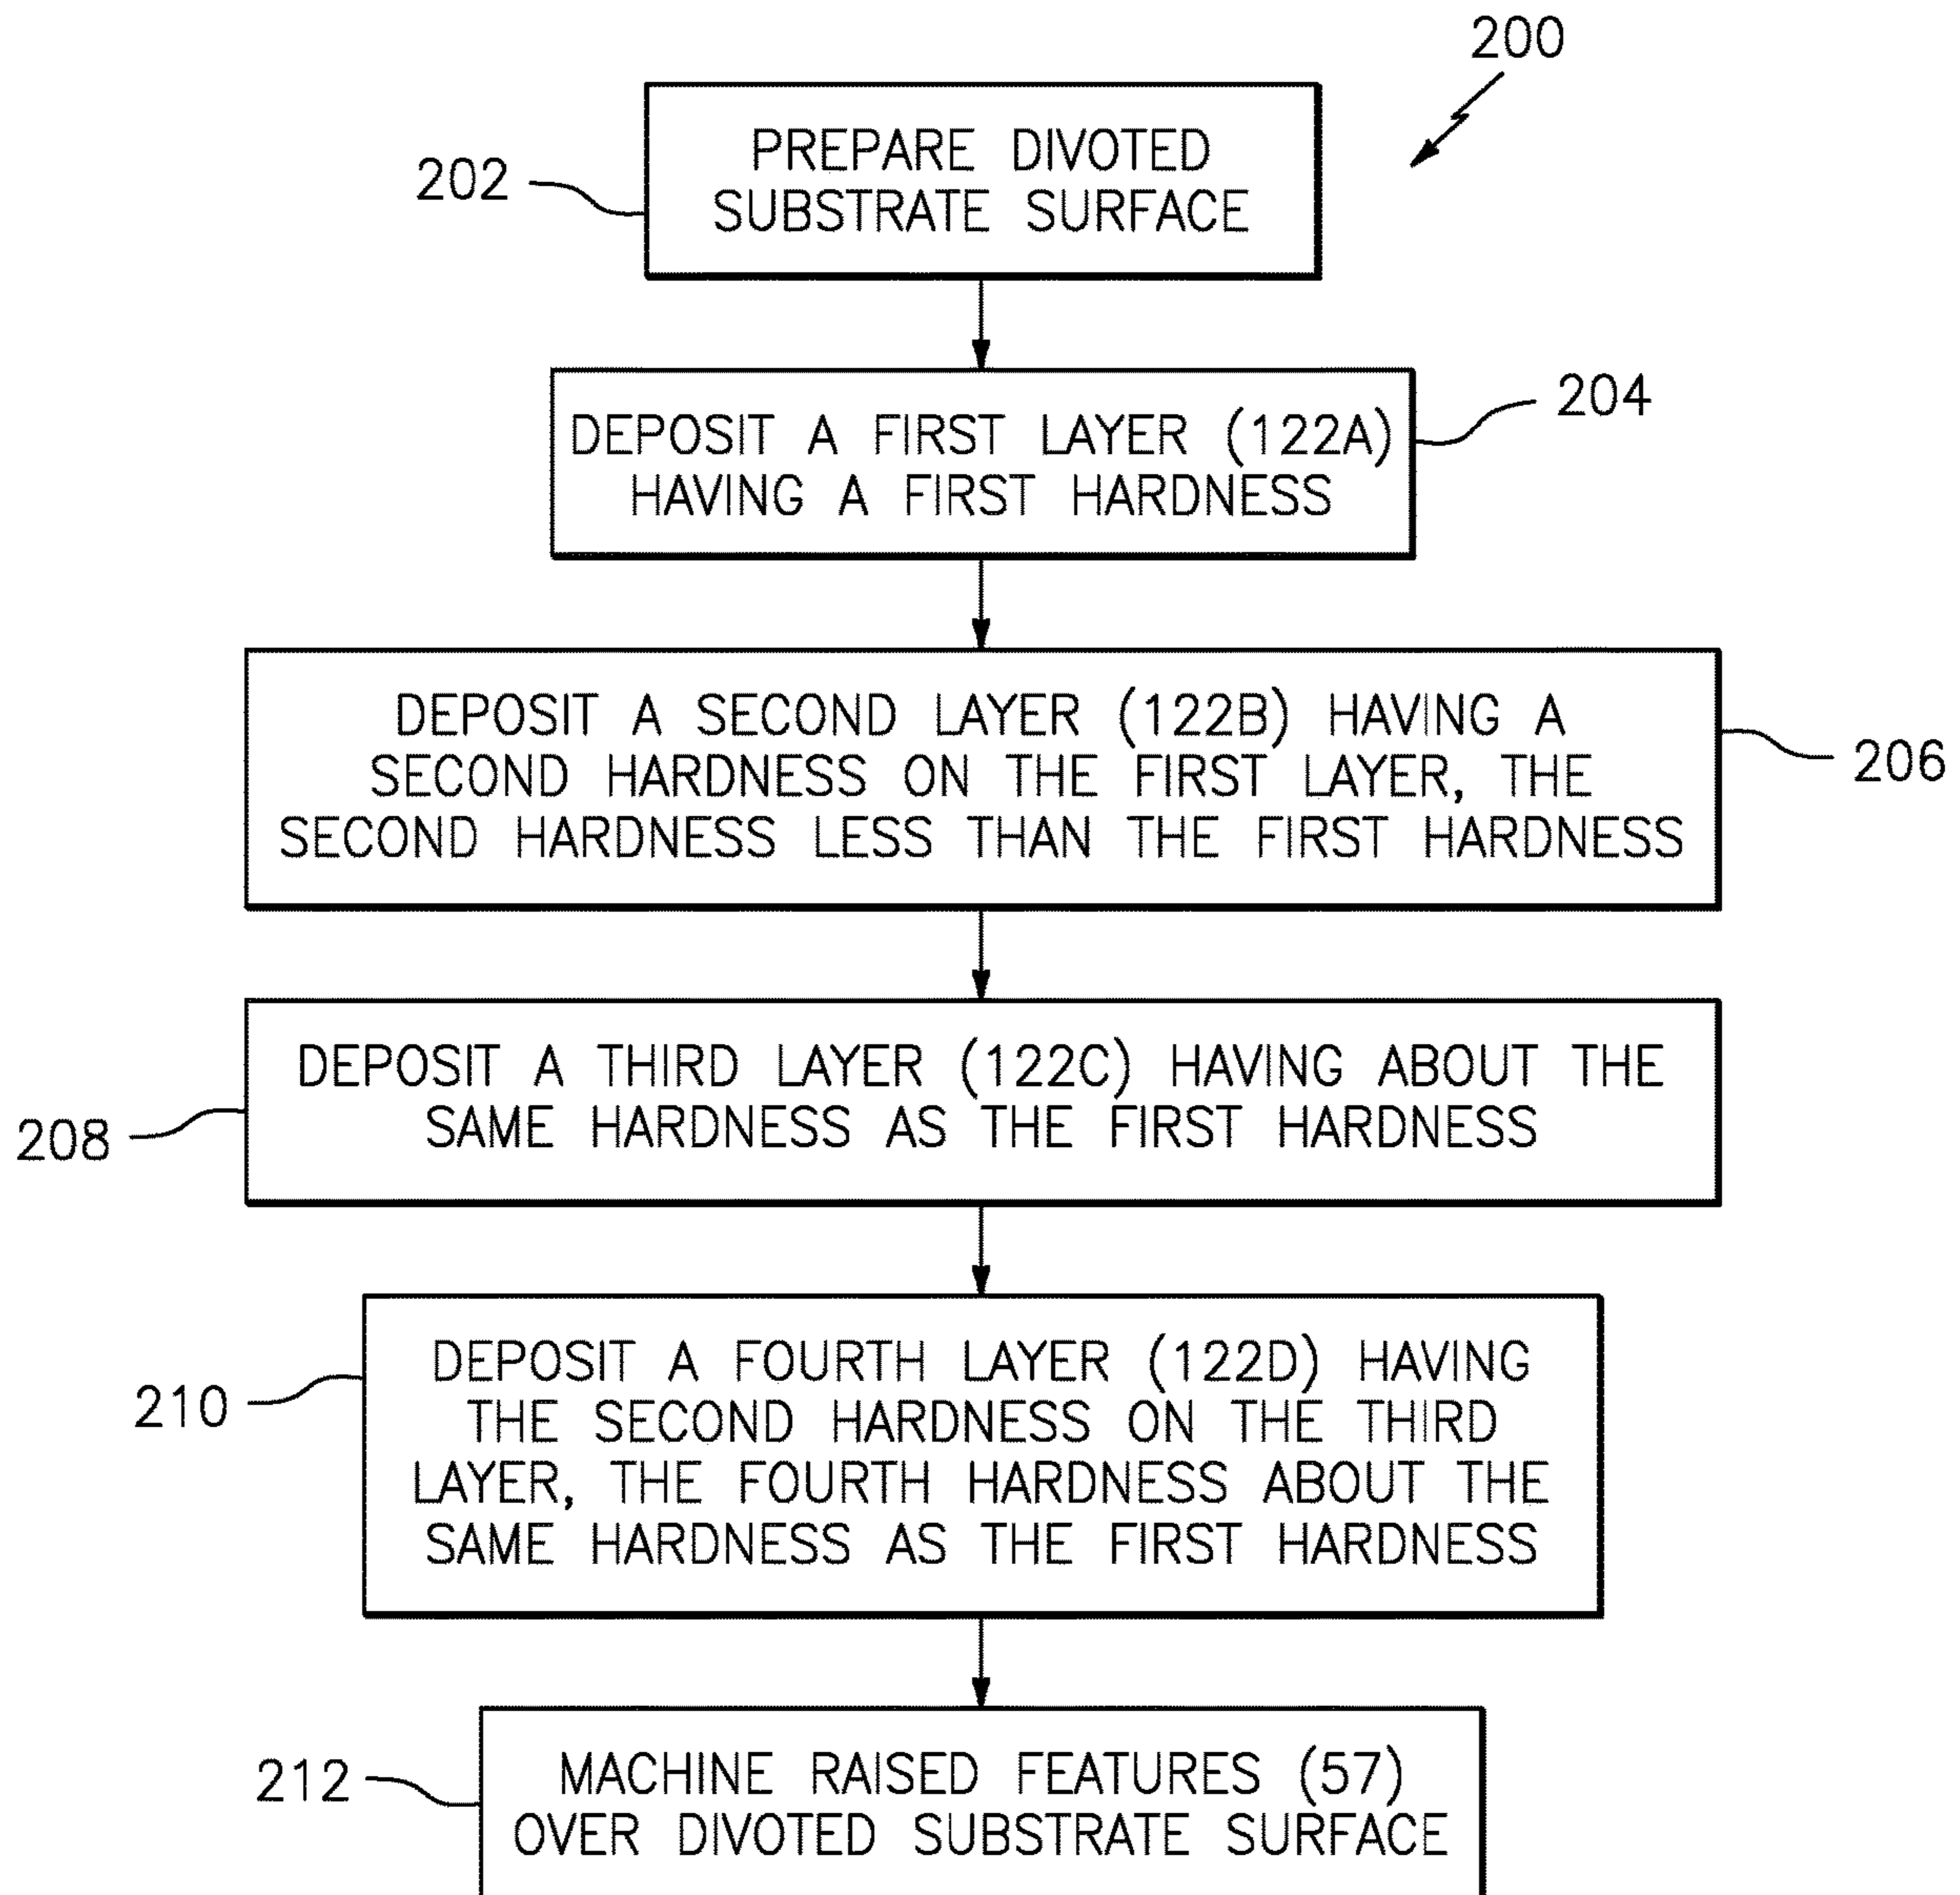 200
202
PREPARE DIVOTED
SUBSTRATE SURFACE
204
DEPOSIT A FIRST LAYER (122A)
HAVING A FIRST HARDNESS
206
DEPOSIT A SECOND LAYER (122B) HAVING A
SECOND HARDNESS ON THE FIRST LAYER, THE
SECOND HARDNESS LESS THAN THE FIRST HARDNESS
208
DEPOSIT A THIRD LAYER (122C) HAVING ABOUT THE
SAME HARDNESS AS THE FIRST HARDNESS
210
DEPOSIT A FOURTH LAYER (122D) HAVING
THE SECOND HARDNESS ON THE THIRD
LAYER, THE FOURTH HARDNESS ABOUT THE
SAME HARDNESS AS THE FIRST HARDNESS
212
MACHINE RAISED FEATURES (57)
OVER DIVOTED SUBSTRATE SURFACE